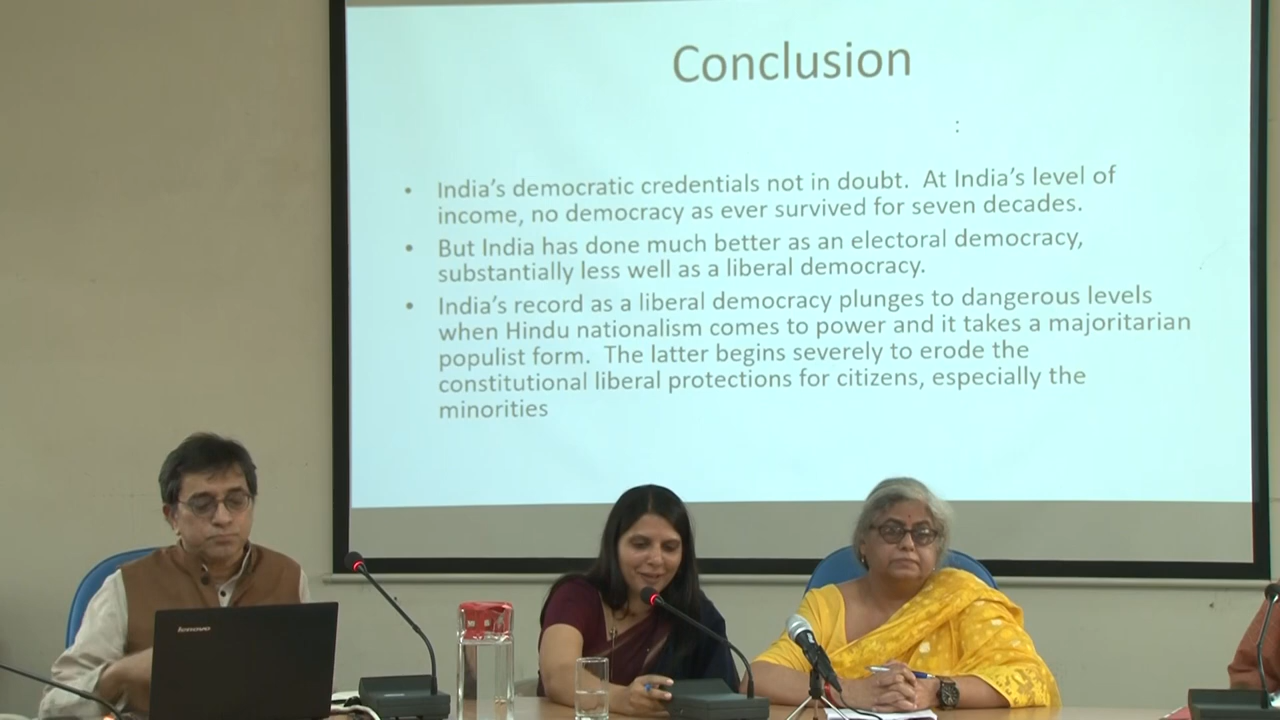 Conclusion
:
• India's democratic credentials not in doubt. At India's level of
income, no democracy as ever survived for seven decades.
• But India has done much better as an electoral democracy,
substantially less well as a liberal democracy.
• India's record as a liberal democracy plunges to dangerous levels
when Hindu nationalism comes to power and it takes a majoritarian
populist form. The latter begins severely to erode the
constitutional liberal protections for citizens, especially the
minorities
lenovo